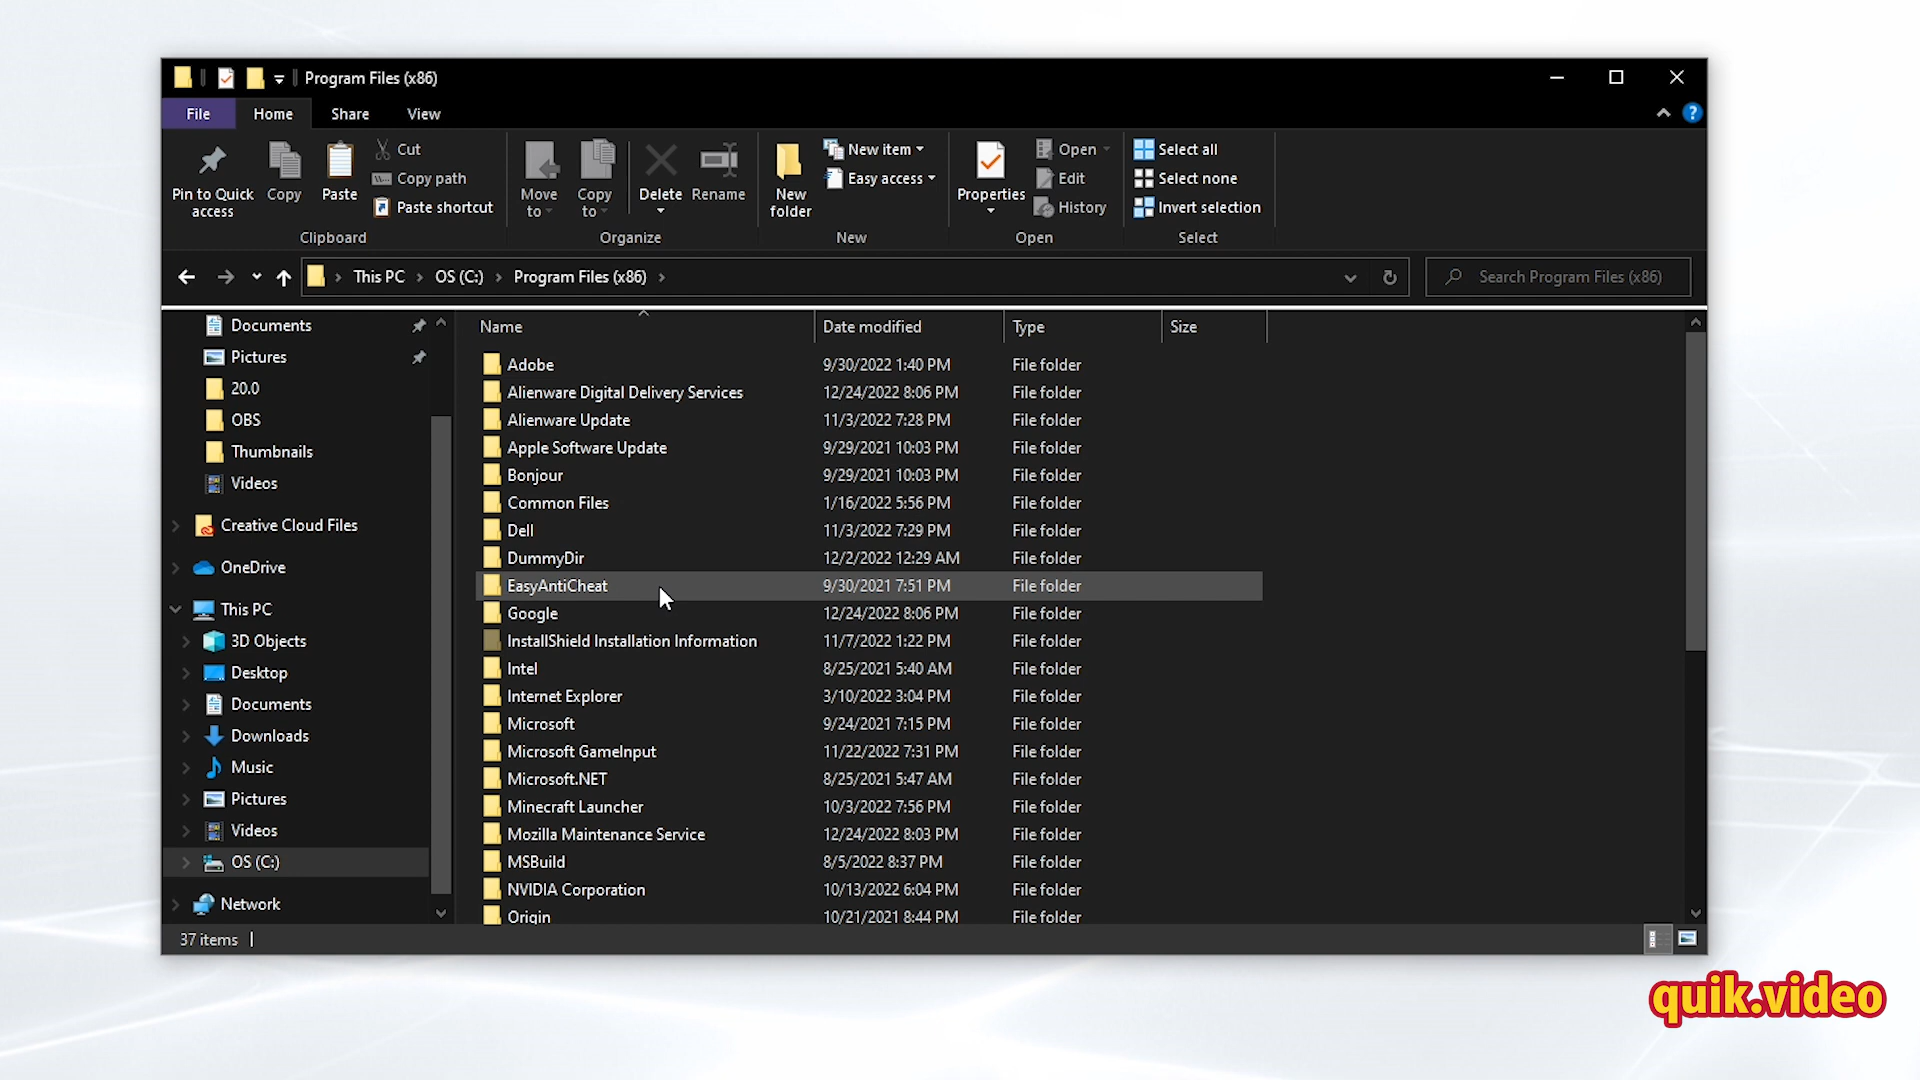 Program Files (x86)
File Home Share View
Pin to Quick access
Copy
Paste
Cut
Copy path
Paste shortcut
Clipboard
Move to
Copy to
Delete
Rename
Organize
New folder
New item
Easy access
New
Properties
Open
Edit
History
Open
Select all
Select none
Invert selection
Select
This PC > OS (C:) > Program Files (x86) >
Search Program Files (x86)
Documents
Pictures
20.0
OBS
Thumbnails
Videos
Creative Cloud Files
OneDrive
This PC
3D Objects
Desktop
Documents
Downloads
Music
Pictures
Videos
OS (C:)
Network
Name Date modified Type Size
Adobe 9/30/2022 1:40 PM File folder
Alienware Digital Delivery Services 12/24/2022 8:06 PM File folder
Alienware Update 11/3/2022 7:28 PM File folder
Apple Software Update 9/29/2021 10:03 PM File folder
Bonjour 9/29/2021 10:03 PM File folder
Common Files 1/16/2022 5:56 PM File folder
Dell 11/3/2022 7:29 PM File folder
DummyDir 12/2/2022 12:29 AM File folder
EasyAntiCheat 9/30/2021 7:51 PM File folder
Google 12/24/2022 8:06 PM File folder
InstallShield Installation Information 11/7/2022 1:22 PM File folder
Intel 8/25/2021 5:40 AM File folder
Internet Explorer 3/10/2022 3:04 PM File folder
Microsoft 9/24/2021 7:15 PM File folder
Microsoft GameInput 11/22/2022 7:31 PM File folder
Microsoft.NET 8/25/2021 5:47 AM File folder
Minecraft Launcher 10/3/2022 7:56 PM File folder
Mozilla Maintenance Service 12/24/2022 8:03 PM File folder
MSBuild 8/5/2022 8:37 PM File folder
NVIDIA Corporation 10/13/2022 6:04 PM File folder
Origin 10/21/2021 8:44 PM File folder
37 items
quik.video